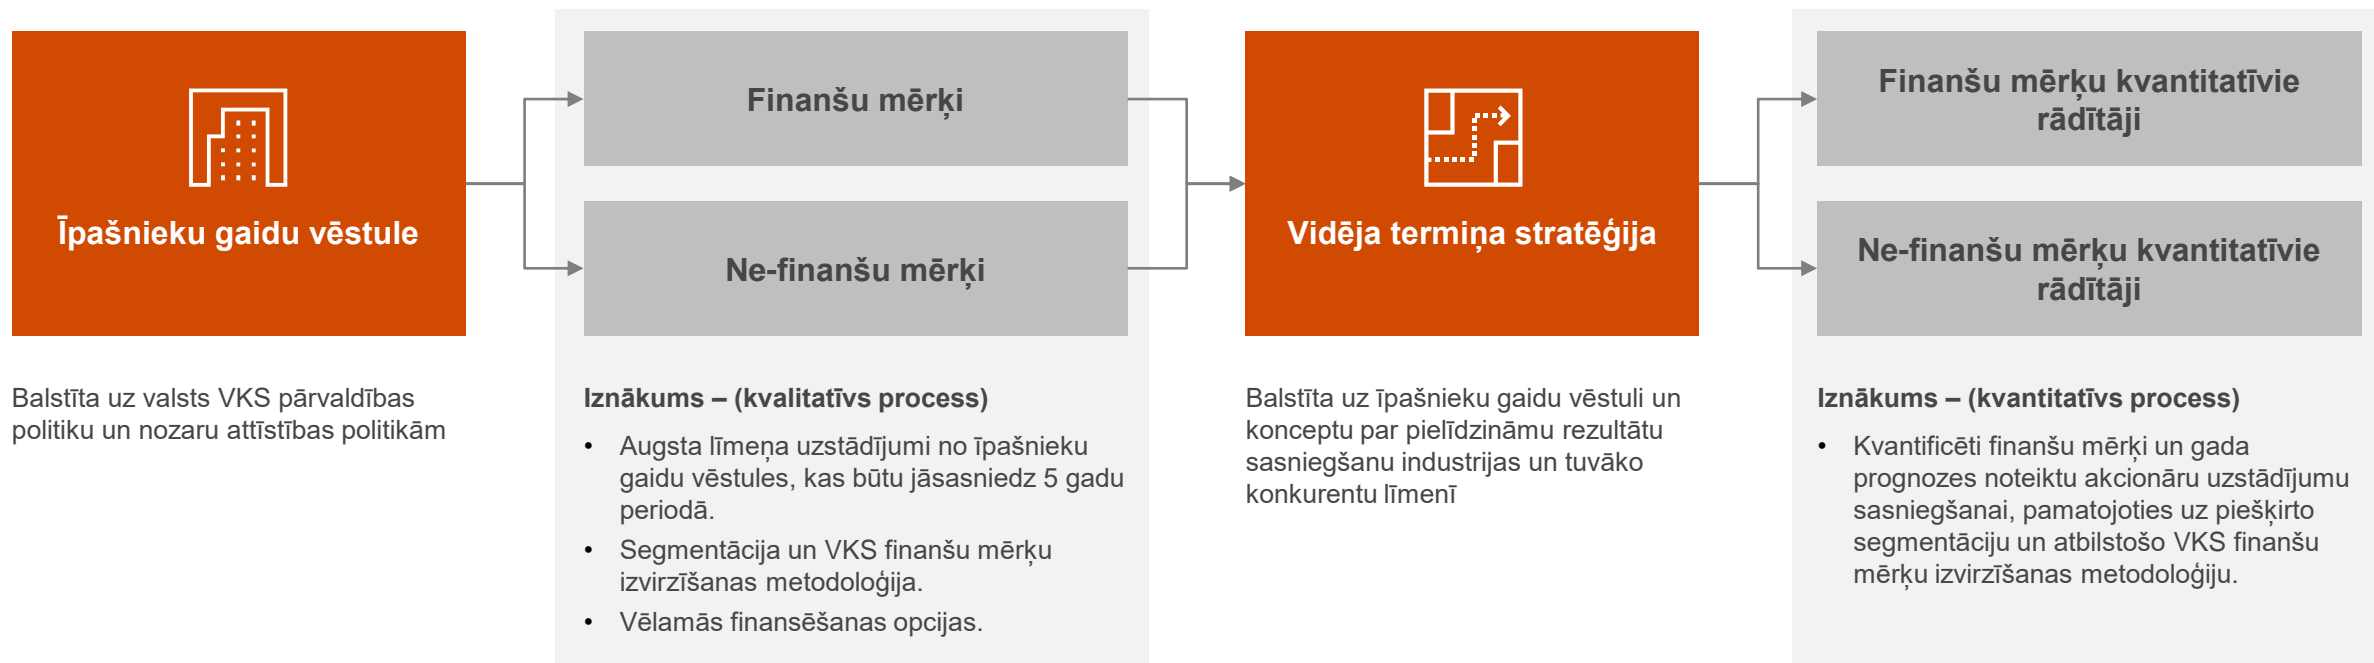 Īpašnieku gaidu vēstule
Balstīta uz valsts VKS pārvaldības
politiku un nozaru attīstības politikām
Finanšu mērķi
Ne-finanšu mērķi
Iznākums – (kvalitatīvs process)
• Augsta līmeņa uzstādījumi no īpašnieku
gaidu vēstules, kas būtu jāsasniedz 5 gadu
periodā.
• Segmentācija un VKS finanšu mērķu
izvirzīšanas metodoloģija.
• Vēlamās finansēšanas opcijas.
Vidēja termiņa stratēģija
Balstīta uz īpašnieku gaidu vēstuli un
konceptu par pielīdzināmu rezultātu
sasniegšanu industrijas un tuvāko
konkurentu līmenī
Finanšu mērķu kvantitatīvie
rādītāji
Ne-finanšu mērķu kvantitatīvie
rādītāji
Iznākums – (kvantitatīvs process)
• Kvantificēti finanšu mērķi un gada
prognozes noteiktu akcionāru uzstādījumu
sasniegšanai, pamatojoties uz piešķirto
segmentāciju un atbilstošo VKS finanšu
mērķu izvirzīšanas metodoloģiju.